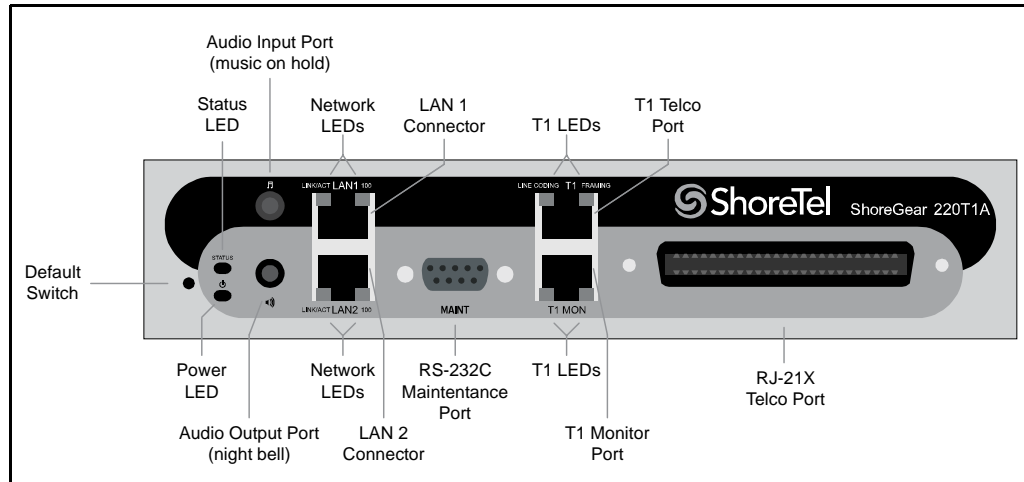 Audio Input Port
(music on hold)
Status
LED
Network
LEDs
LAN 1
Connector
T1 LEDs
T1 Telco
Port
LINK/ACT LAN1 100
LINE CODING T1 FRAMING
ShoreTel
ShoreGear 220T1A
STATUS
Default
Switch
LINK/ACT LAN2 100
MAINT
T1 MON
Power
LED
Network
LEDs
RS-232C
Maintentance
Port
T1 LEDs
RJ-21X
Telco Port
Audio Output Port
(night bell)
LAN 2
Connector
T1 Monitor
Port